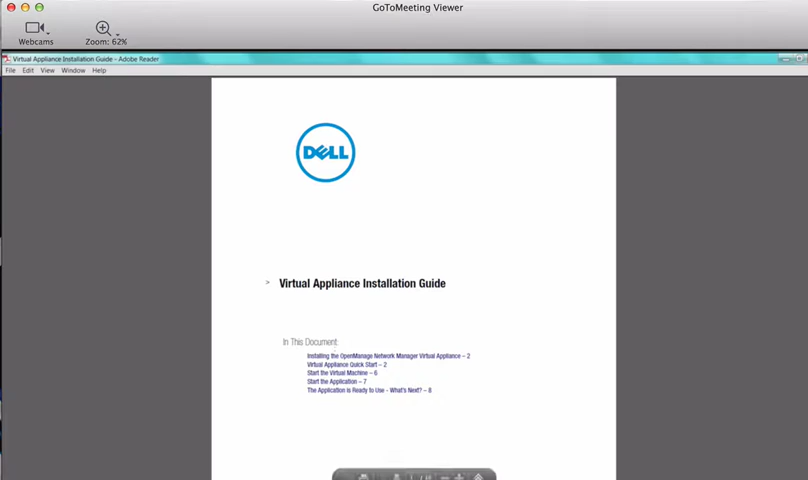 GoToMeeting Viewer
Webcams
Zoom: 62%
Virtual Appliance Installation Guide - Adobe Reader
File Edit View Window Help
DELL
> Virtual Appliance Installation Guide
In This Document:
Installing the OpenManage Network Manager Virtual Appliance – 2
Virtual Appliance Quick Start – 2
Start the Virtual Machine – 6
Start the Application – 7
The Application is Ready to Use - What's Next? – 8